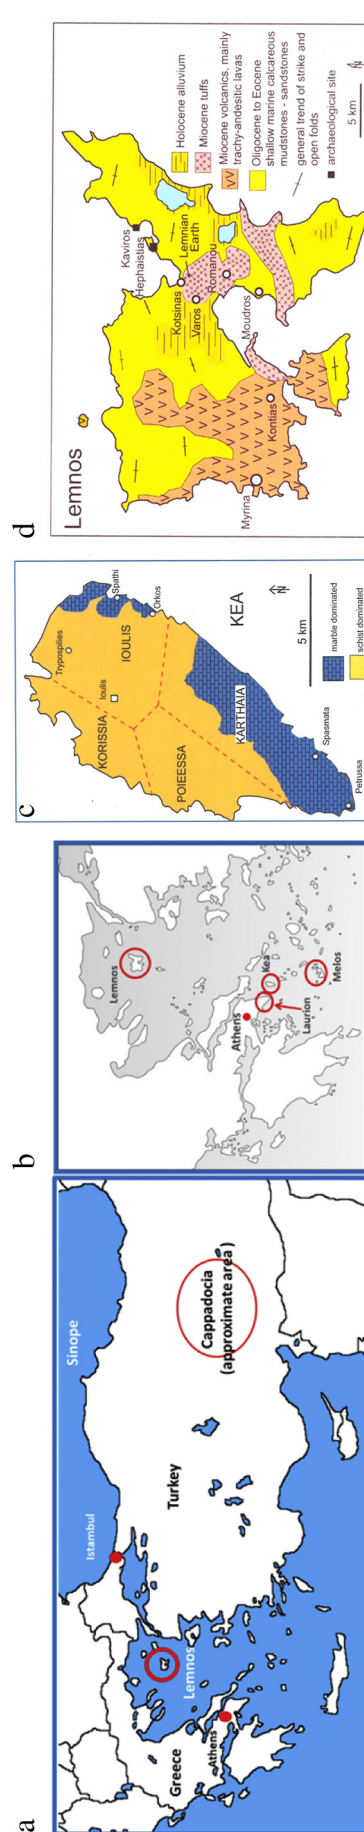 a
Sinope
Istambul
Cappadocia
(approximate area)
Turkey
Lemnos
Greece
Athens
b
Lemnos
Athens
Kea
Laurion
Melos
c
Trypospilies
Spathi
Orkos
IOULIS
Ioulis
KORISSIA
POIEESSA
KARTHAIA
KEA
N
5 km
Spasmata
Petrussa
marble dominated
schist dominated
d
Lemnos
Kaviros
Hephaistias
Lemnian
Earth
Kotsinas
Varos
Romanou
Moudros
Kontias
Myrina
Holocene alluvium
Miocene tuffs
Miocene volcanics, mainly
trachy-andesitic lavas
Oligocene to Eocene
shallow marine calcareous
mudstones - sandstones
general trend of strike and
open folds
archaeological site
5 km
N